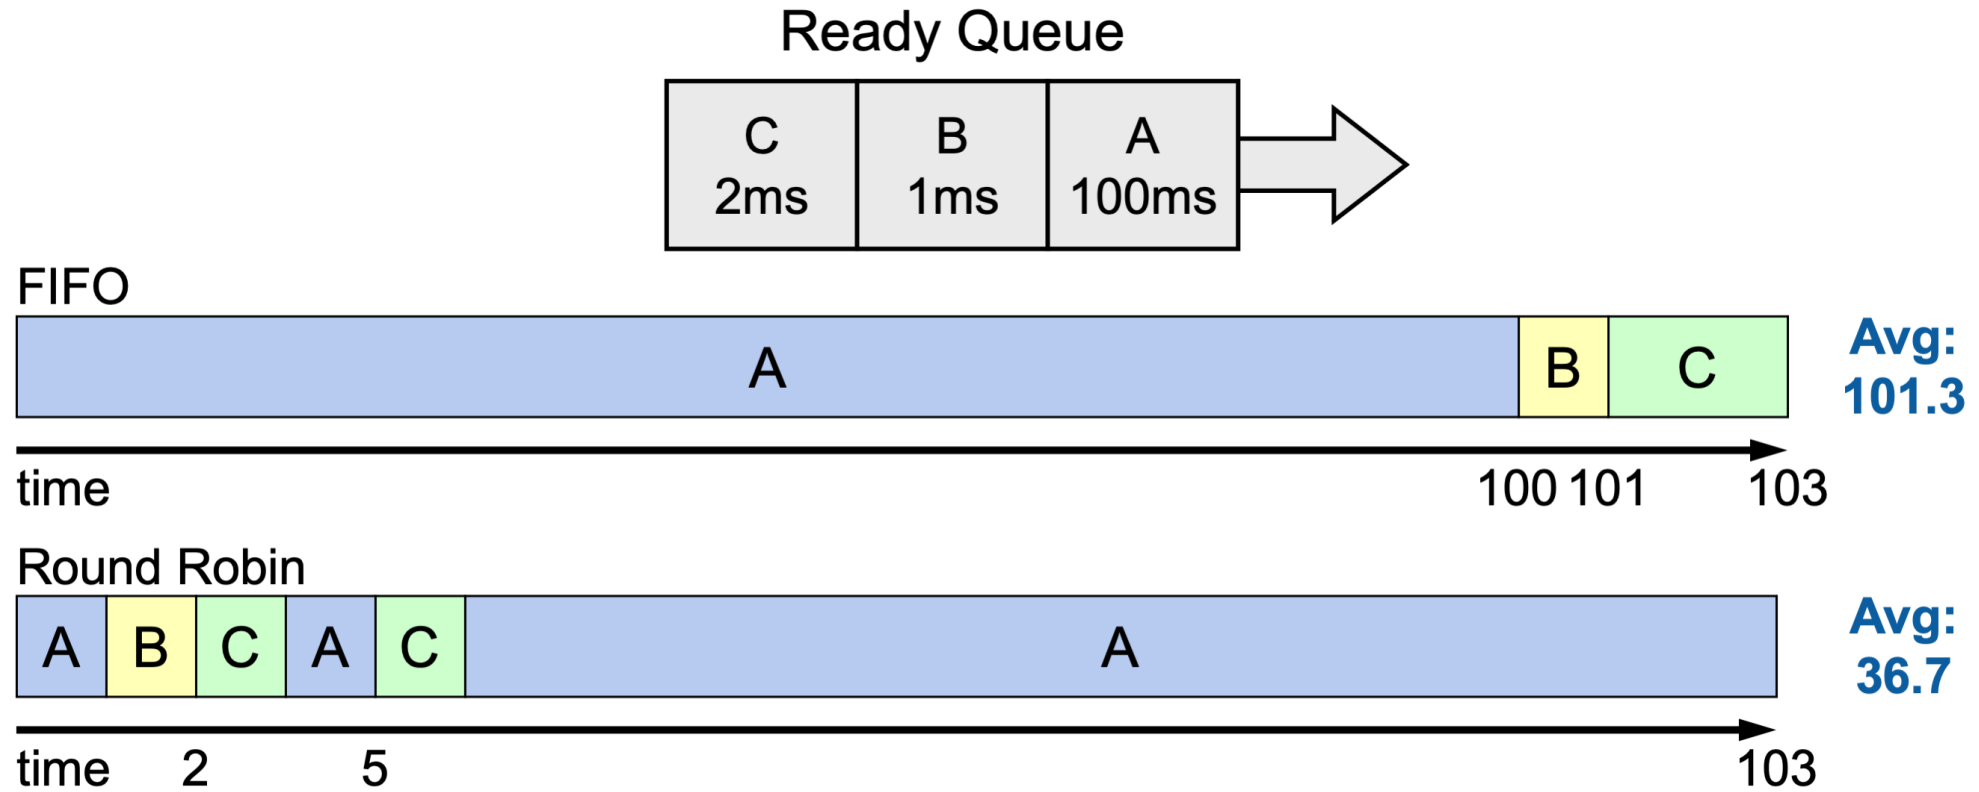 Ready Queue
C B A
2ms 1ms 100ms
FIFO
A B C
Avg:
101.3
time 100 101 103
Round Robin
A B C A C A
Avg:
36.7
time 2 5 103